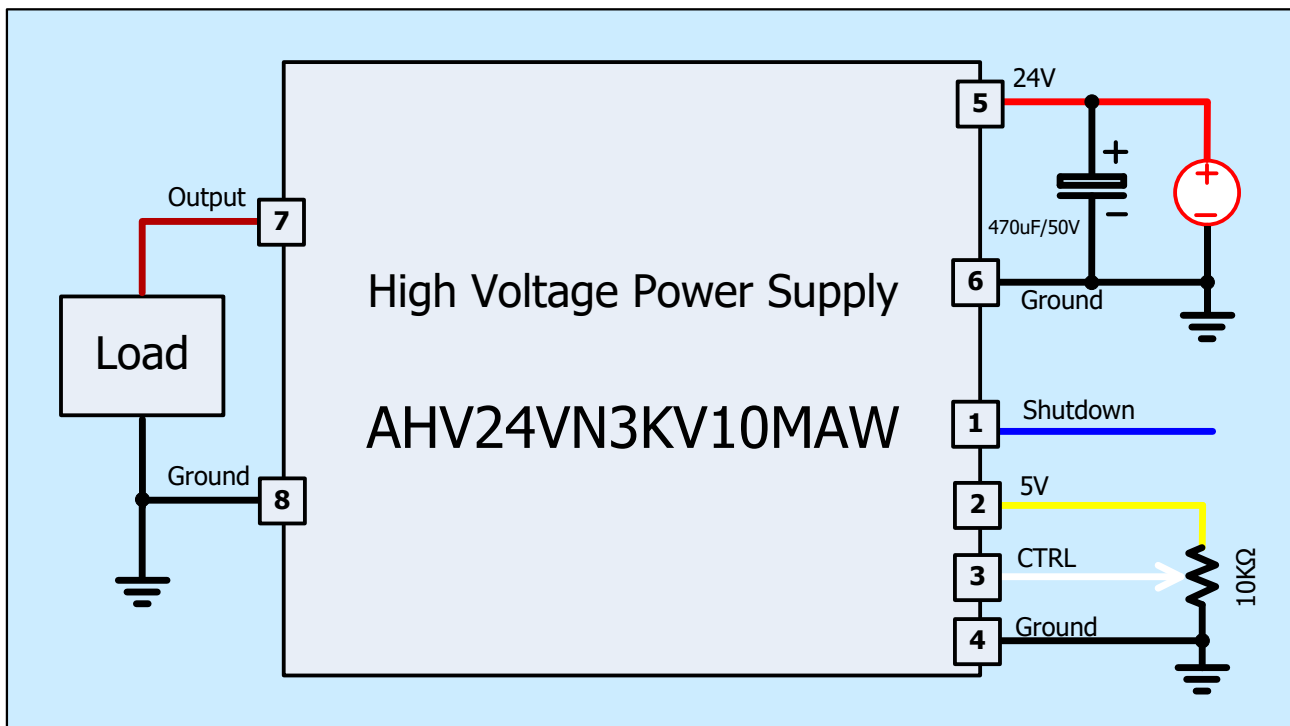 24V
5
Output
7
470uF/50V
High Voltage Power Supply
6
Ground
Load
AHV24VN3KV10MAW
1
Shutdown
Ground
8
2
5V
3
CTRL
10KΩ
4
Ground
+
−
+
−